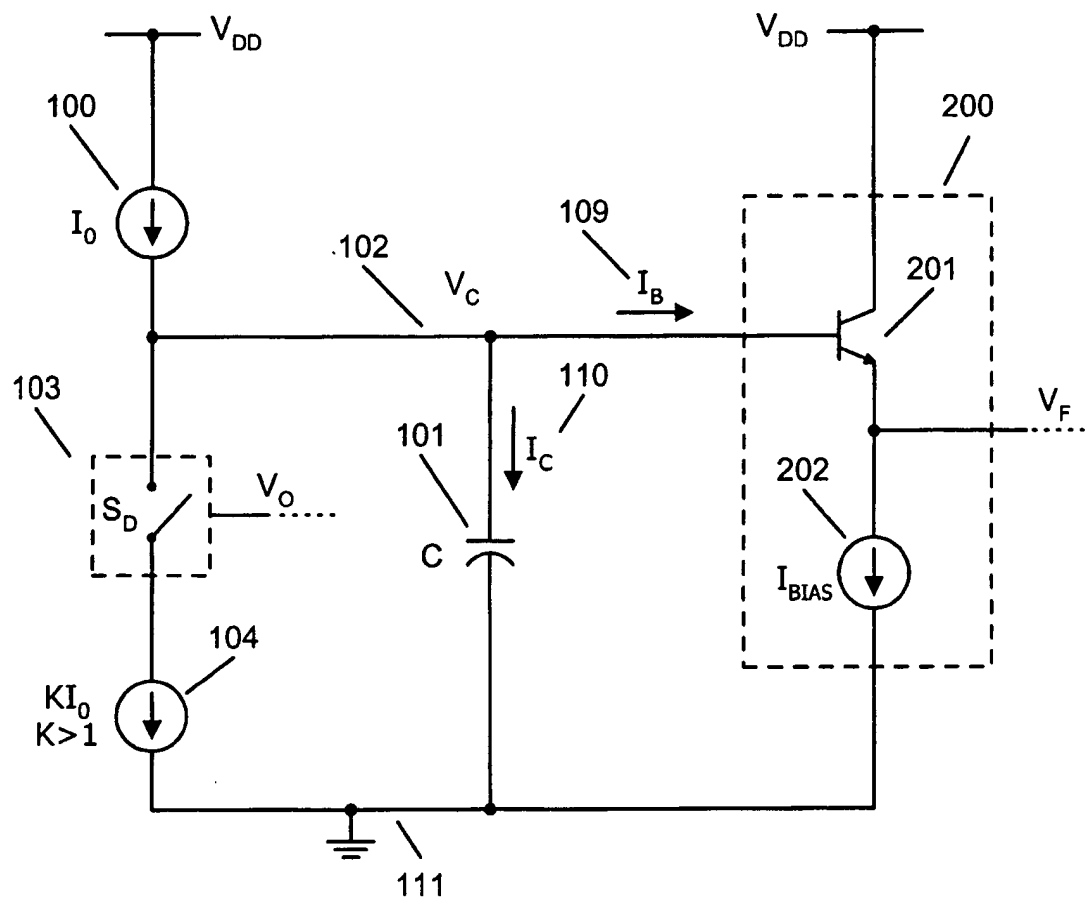 V_DD
V_DD
100
200
I_0
109
102
V_C
I_B
201
103
110
V_F
101
I_C
202
S_D
V_O
C
I_BIAS
104
KI_0
K>1
111